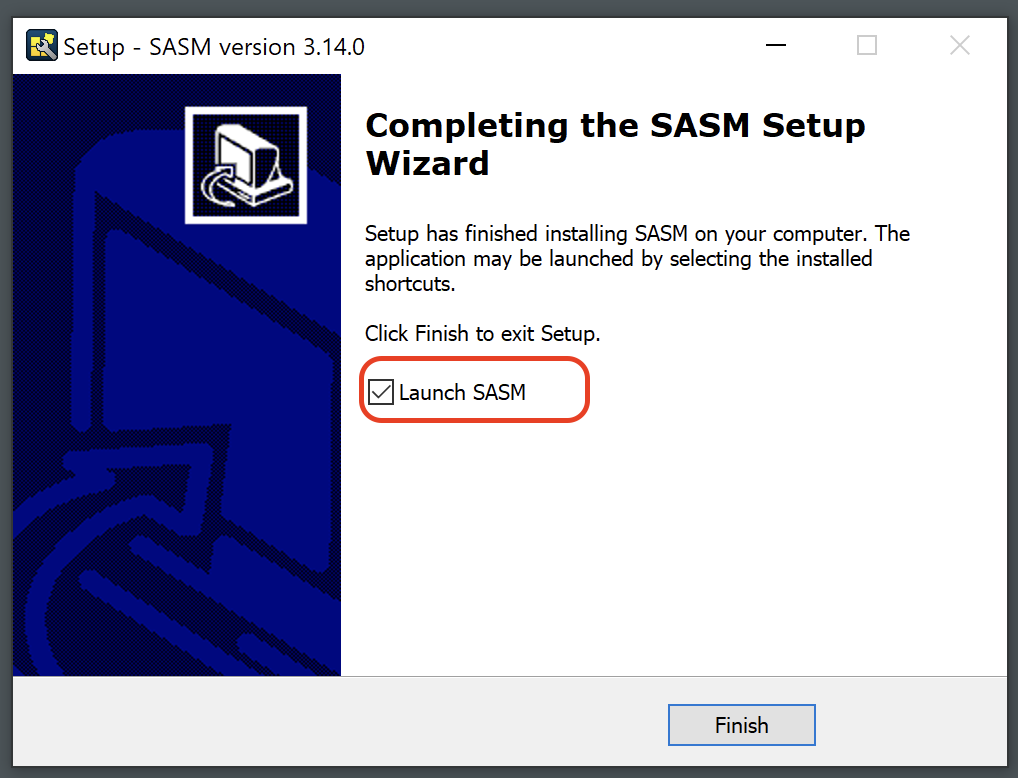 Setup - SASM version 3.14.0
Completing the SASM Setup
Wizard
Setup has finished installing SASM on your computer. The
application may be launched by selecting the installed
shortcuts.
Click Finish to exit Setup.
Launch SASM
Finish